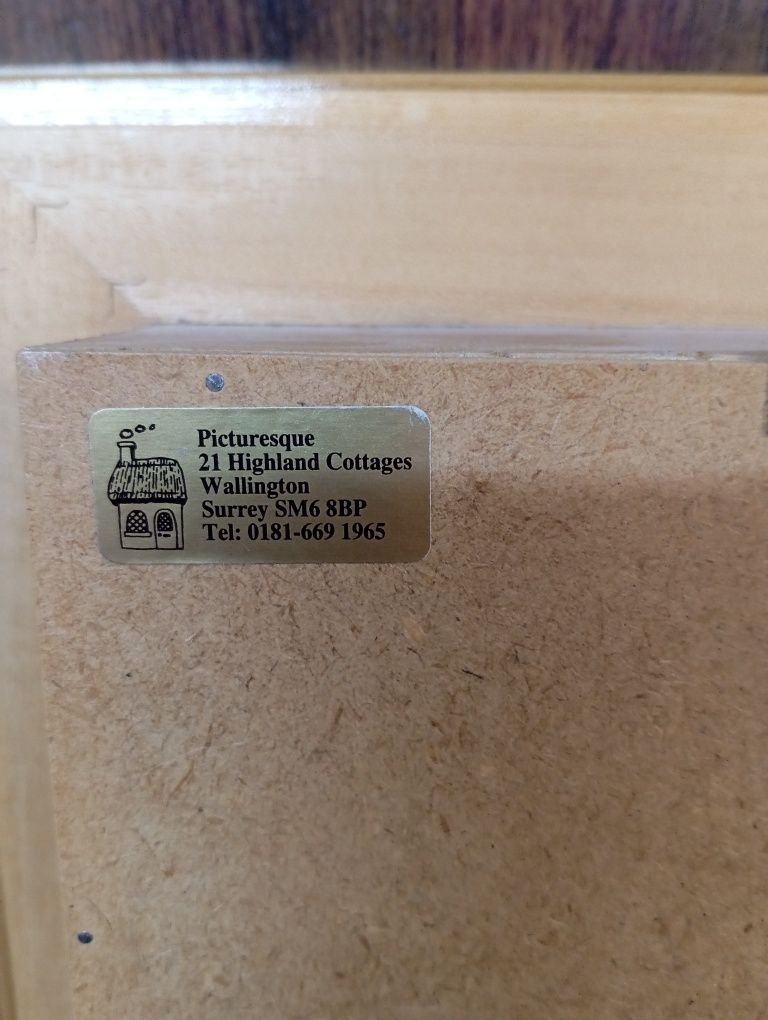 Picturesque
21 Highland Cottages
Wallington
Surrey SM6 8BP
Tel: 0181-669 1965